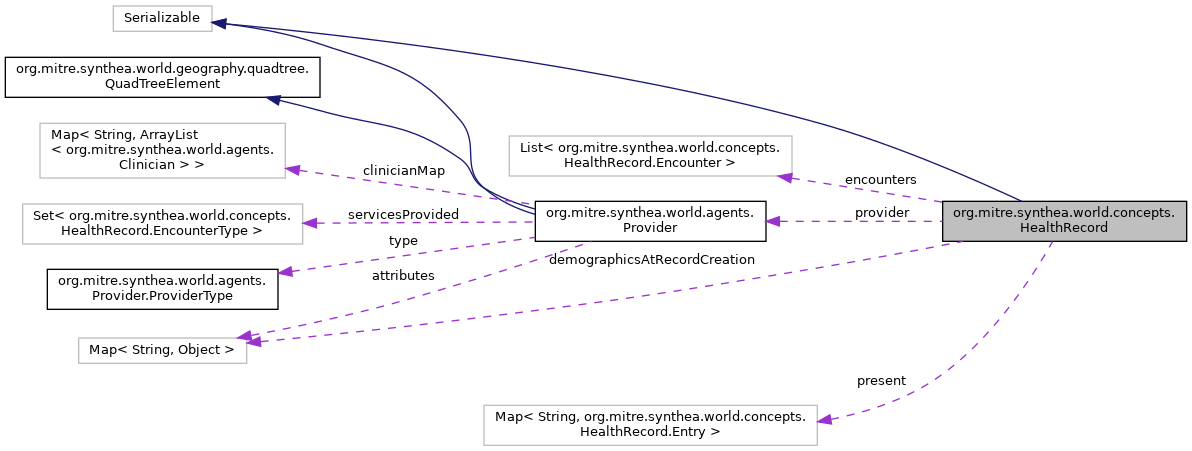 Serializable
org.mitre.synthea.world.geography.quadtree.
QuadTreeElement
Map< String, ArrayList
< org.mitre.synthea.world.agents.
Clinician > >
clinicianMap
Set< org.mitre.synthea.world.concepts.
HealthRecord.EncounterType >
servicesProvided
org.mitre.synthea.world.agents.
Provider.ProviderType
type
attributes
Map< String, Object >
List< org.mitre.synthea.world.concepts.
HealthRecord.Encounter >
encounters
org.mitre.synthea.world.agents.
Provider
provider
org.mitre.synthea.world.concepts.
HealthRecord
demographicsAtRecordCreation
present
Map< String, org.mitre.synthea.world.concepts.
HealthRecord.Entry >